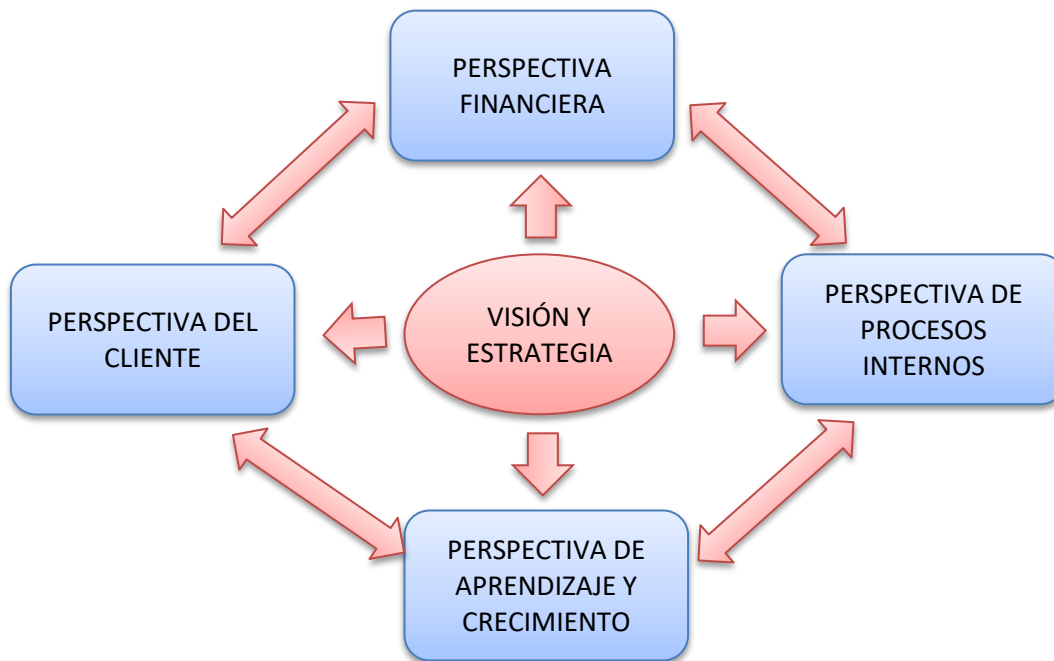 PERSPECTIVA
FINANCIERA
PERSPECTIVA DEL
CLIENTE
VISIÓN Y
ESTRATEGIA
PERSPECTIVA DE
PROCESOS
INTERNOS
PERSPECTIVA DE
APRENDIZAJE Y
CRECIMIENTO